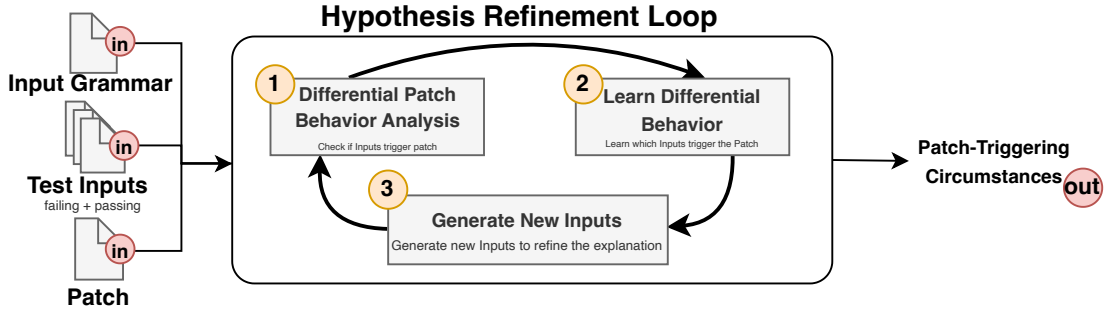 Hypothesis Refinement Loop
in
Input Grammar
in
Test Inputs
failing + passing
in
Patch
1
Differential Patch
Behavior Analysis
Check if Inputs trigger patch
2
Learn Differential
Behavior
Learn which Inputs trigger the Patch
3
Generate New Inputs
Generate new Inputs to refine the explanation
Patch-Triggering
Circumstances
out